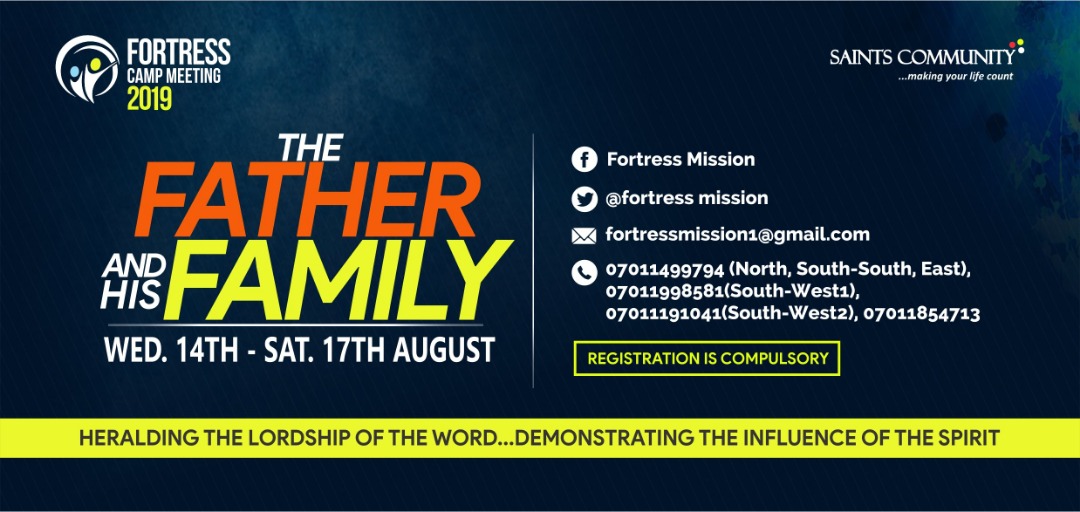 FORTRESS
CAMP MEETING
2019
SAINTS COMMUNITY
...making your life count
THE
FATHER
AND HIS FAMILY
WED. 14TH - SAT. 17TH AUGUST
Fortress Mission
@fortress mission
fortressmission1@gmail.com
07011499794 (North, South-South, East),
07011998581(South-West1),
07011191041(South-West2), 07011854713
REGISTRATION IS COMPULSORY
HERALDING THE LORDSHIP OF THE WORD...DEMONSTRATING THE INFLUENCE OF THE SPIRIT